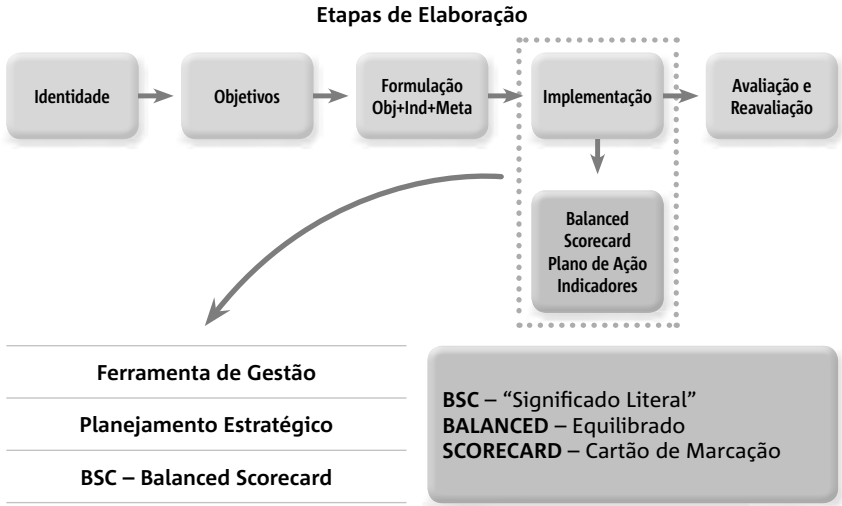 Etapas de Elaboração
Identidade
Objetivos
Formulação
Obj+Ind+Meta
Implementação
Avaliação e
Reavaliação
Balanced
Scorecard
Plano de Ação
Indicadores
Ferramenta de Gestão
Planejamento Estratégico
BSC – Balanced Scorecard
BSC – “Significado Literal”
BALANCED – Equilibrado
SCORECARD – Cartão de Marcação